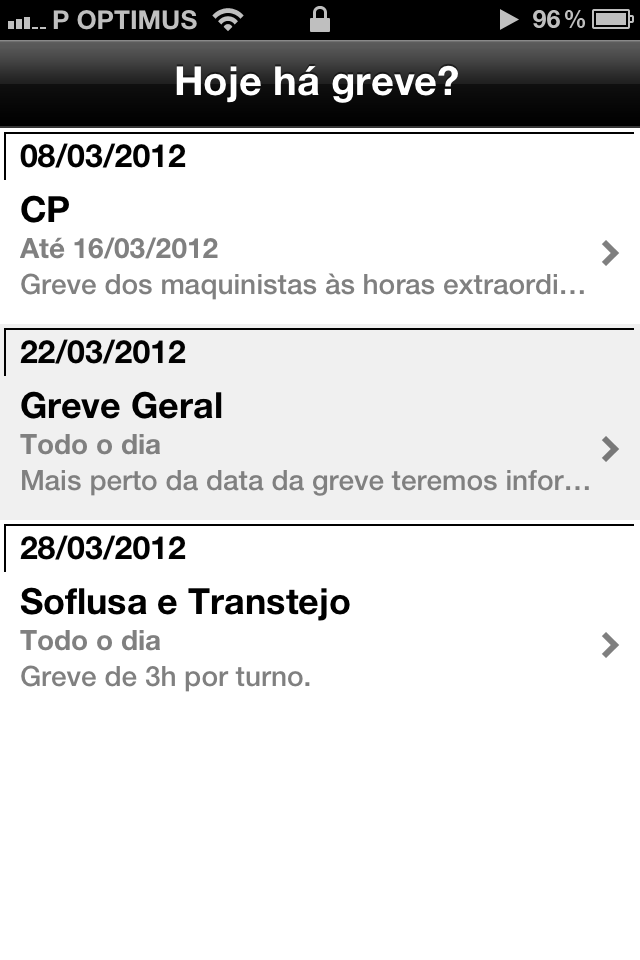 P OPTIMUS 96 %
Hoje há greve?
08/03/2012
CP
Até 16/03/2012
Greve dos maquinistas às horas extraordi...
22/03/2012
Greve Geral
Todo o dia
Mais perto da data da greve teremos infor...
28/03/2012
Soflusa e Transtejo
Todo o dia
Greve de 3h por turno.